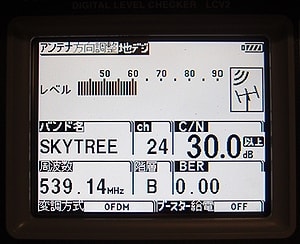 DIGITAL LEVEL CHECKER LCV2
アンテナ方向調整 地デジ
50 60 70 80 90
レベル
バンド名 ch C/N
SKYTREE 24 30.0 以上 dB
周波数 階層 BER
539.14MHz B 0.00
変調方式 OFDM ブースター給電 OFF